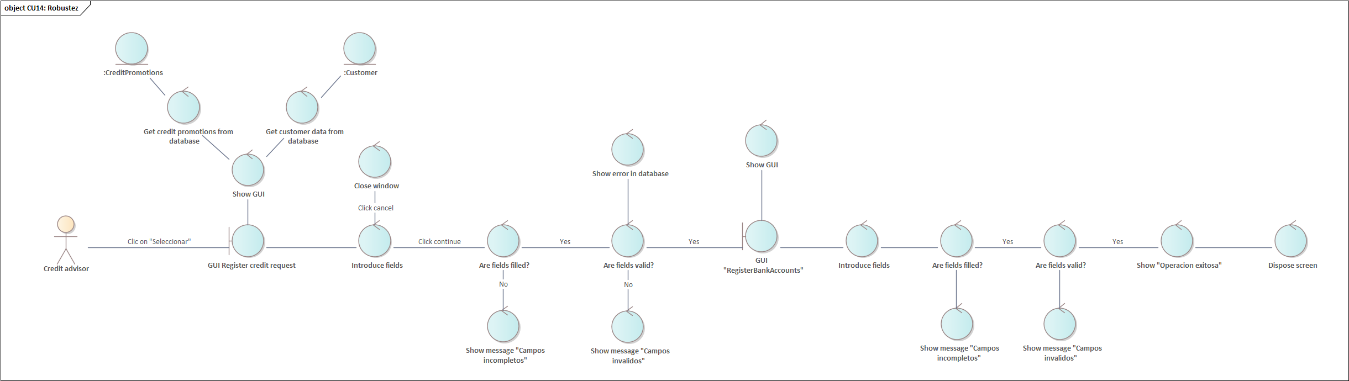 object CU14: Robustez
:CreditPromotions
:Customer
Get credit promotions from
database
Get customer data from
database
Show GUI
Close window
Click cancel
Show error in database
Show GUI
Credit advisor
Clic on "Seleccionar"
GUI Register credit request
Introduce fields
Click continue
Are fields filled?
Yes
Are fields valid?
Yes
GUI
"RegisterBankAccounts"
Introduce fields
Are fields filled?
Yes
Are fields valid?
Yes
Show "Operacion exitosa"
Dispose screen
No
No
Show message "Campos
incompletos"
Show message "Campos
invalidos"
Show message "Campos
incompletos"
Show message "Campos
invalidos"